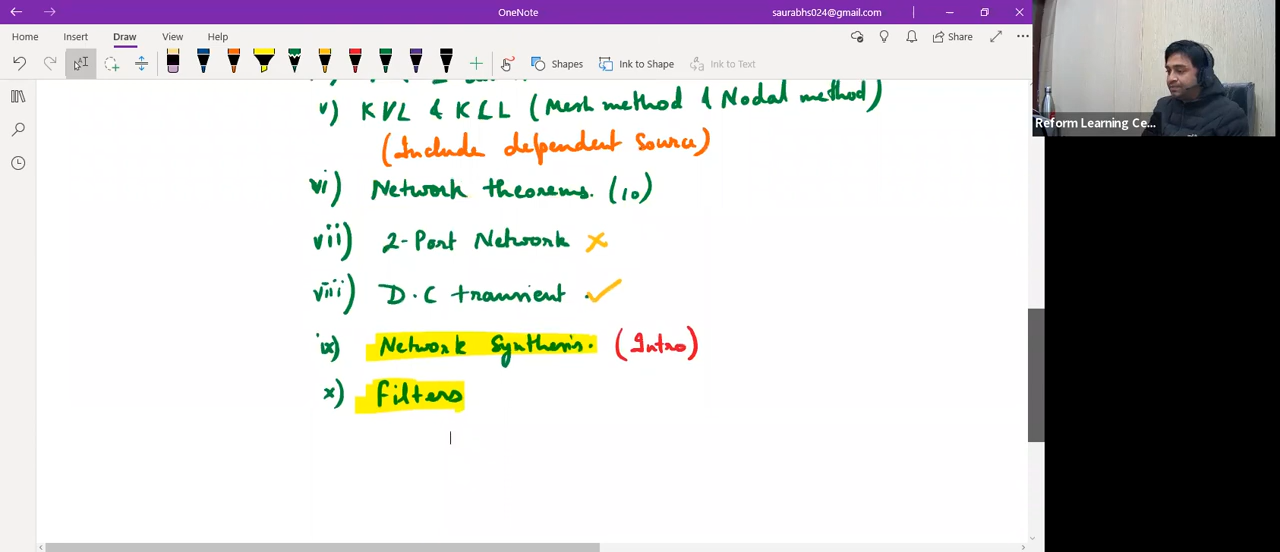 OneNote
saurabhs024@gmail.com
Home Insert Draw View Help
Share
Shapes Ink to Shape Ink to Text
v) KVL & KCL (Mesh method & Nodal method)
(Include dependent source)
vi) Network theorems. (10)
vii) 2-Port Network ×
viii) D.C transient ✓
ix) Network Synthesis. (Intro)
x) Filters
Reform Learning Ce...